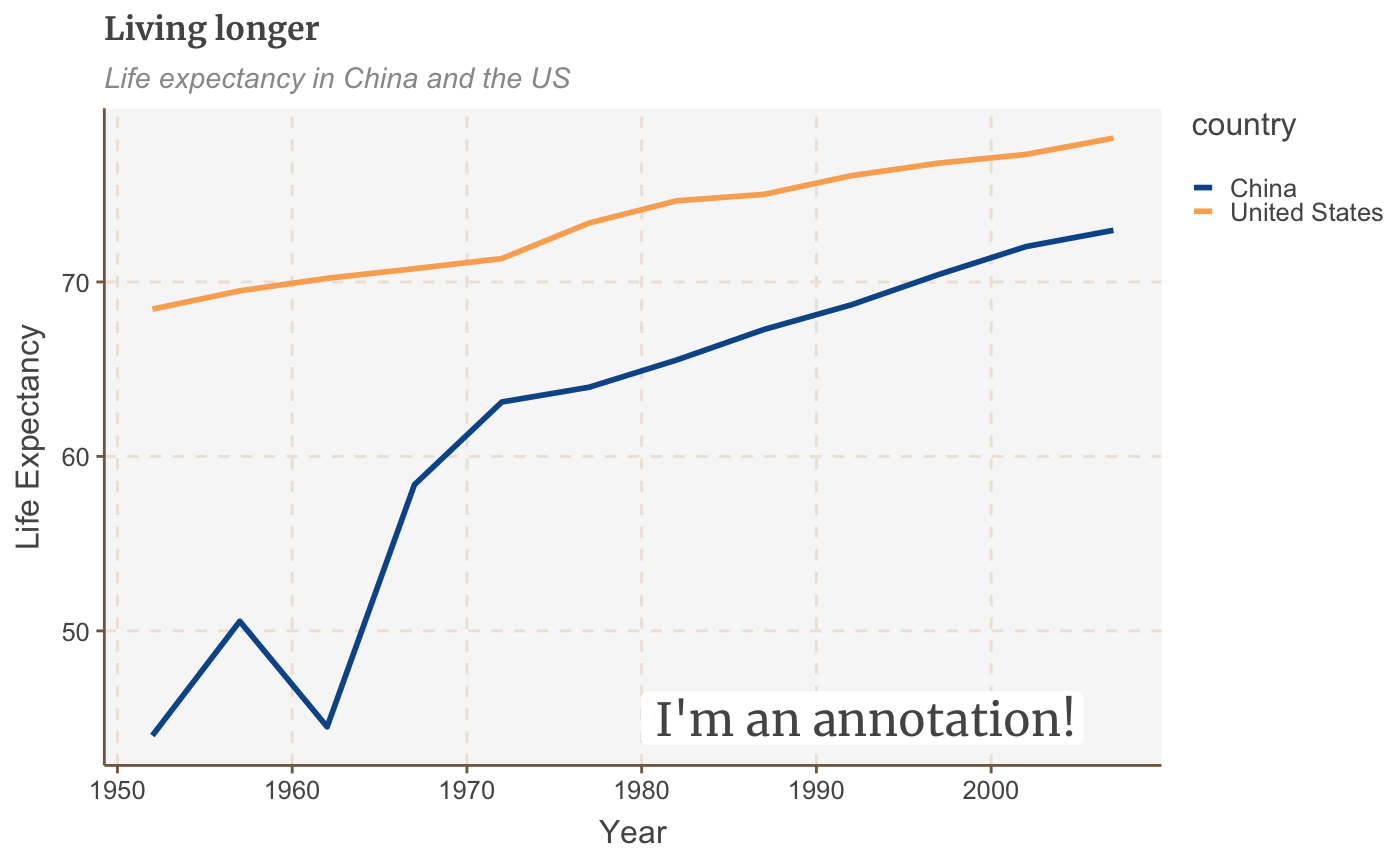 Living longer
Life expectancy in China and the US
country
China
United States
Life Expectancy
70
60
50
I'm an annotation!
1950 1960 1970 1980 1990 2000
Year